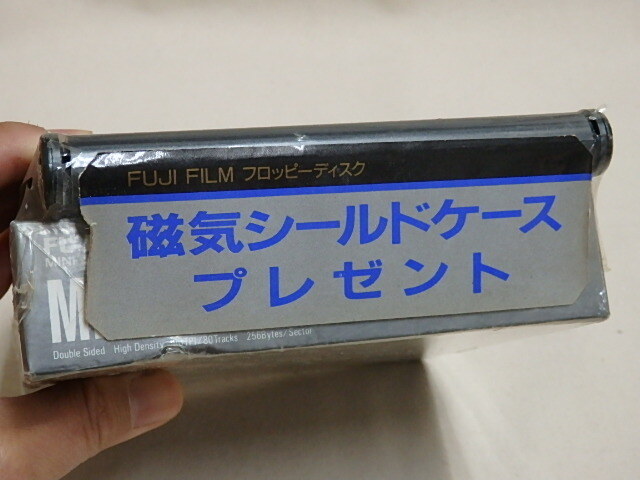 FUJI FILM フロッピーディスク
磁気シールドケース
プレゼント
MINI
Double Sided High Density /80Tracks 256Bytes/Sector